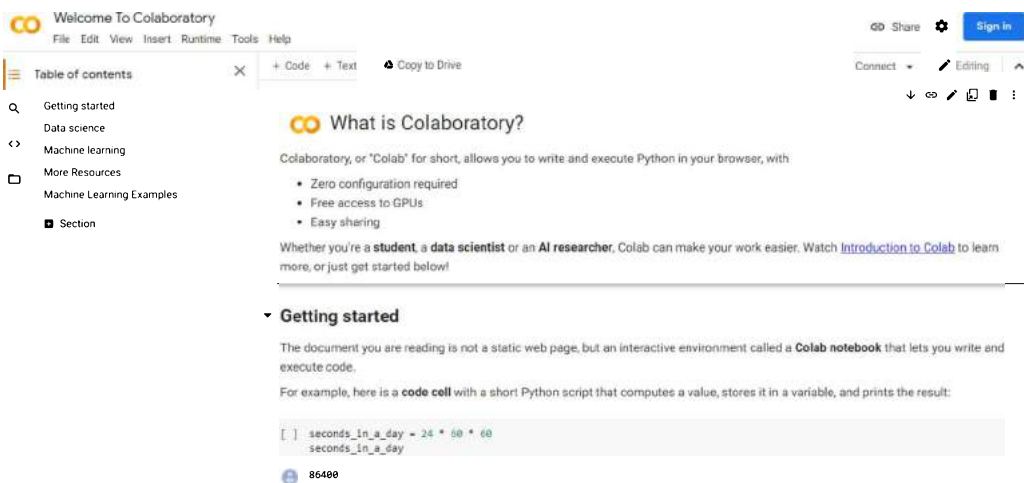 Welcome To Colaboratory
File Edit View Insert Runtime Tools Help
Share
Sign in
Table of contents
+ Code + Text Copy to Drive
Connect
Editing
Getting started
Data science
Machine learning
More Resources
Machine Learning Examples
Section
CO What is Colaboratory?
Colaboratory, or "Colab" for short, allows you to write and execute Python in your browser, with
• Zero configuration required
• Free access to GPUs
• Easy sharing
Whether you're a student, a data scientist or an AI researcher, Colab can make your work easier. Watch Introduction to Colab to learn
more, or just get started below!
Getting started
The document you are reading is not a static web page, but an interactive environment called a Colab notebook that lets you write and
execute code.
For example, here is a code cell with a short Python script that computes a value, stores it in a variable, and prints the result:
[ ] seconds_in_a_day = 24 * 60 * 60
seconds_in_a_day
86400